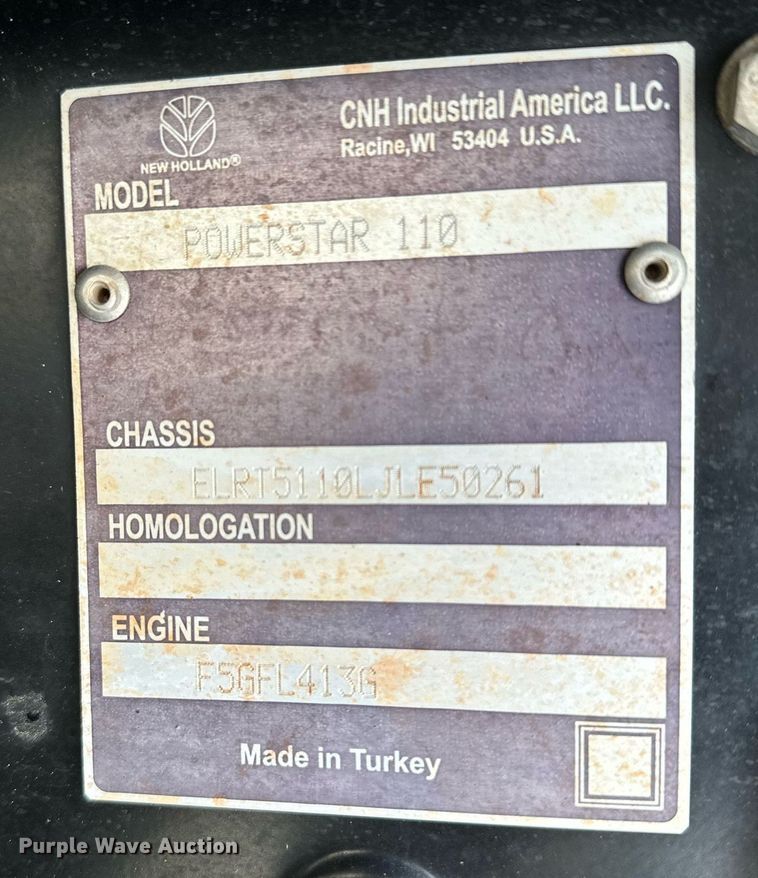 CNH Industrial America LLC.
Racine,WI 53404 U.S.A.
NEW HOLLAND®
MODEL
POWERSTAR 110
CHASSIS
ELRT5110LJLE50261
HOMOLOGATION
ENGINE
F5GFL413G
Made in Turkey
Purple Wave Auction